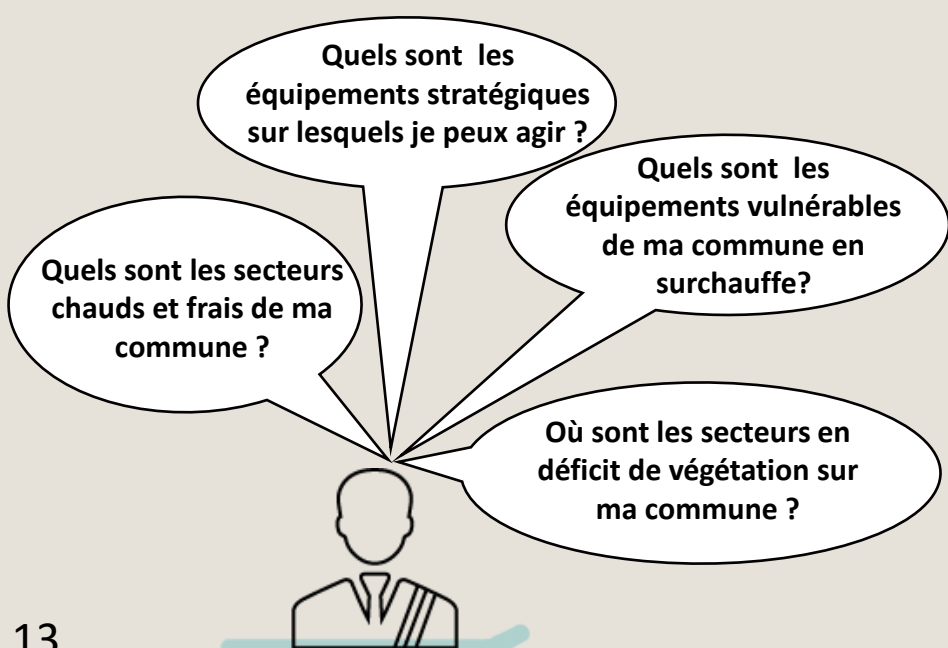 Quels sont les
équipements stratégiques
sur lesquels je peux agir ?
Quels sont les
équipements vulnérables
de ma commune en
surchauffe?
Quels sont les secteurs
chauds et frais de ma
commune ?
Où sont les secteurs en
déficit de végétation sur
ma commune ?
13